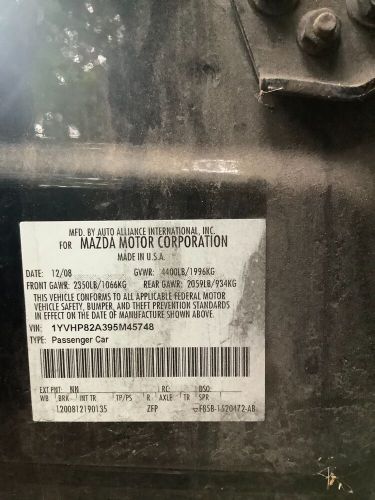 MFD. BY AUTO ALLIANCE INTERNATIONAL, INC.
FOR MAZDA MOTOR CORPORATION
MADE IN U.S.A.
DATE: 12/08 GVWR: 4400LB/1996KG
FRONT GAWR: 2350LB/1066KG REAR GAWR: 2059LB/934KG
THIS VEHICLE CONFORMS TO ALL APPLICABLE FEDERAL MOTOR
VEHICLE SAFETY, BUMPER, AND THEFT PREVENTION STANDARDS
IN EFFECT ON THE DATE OF MANUFACTURE SHOWN ABOVE.
VIN: 1YVHP82A395M45748
TYPE: Passenger Car
EXT PNT: NN RC: DSO:
WB BRK INT TR TP/PS R AXLE TR SPR
1200812190135 ZFP F85B-1520472-AB